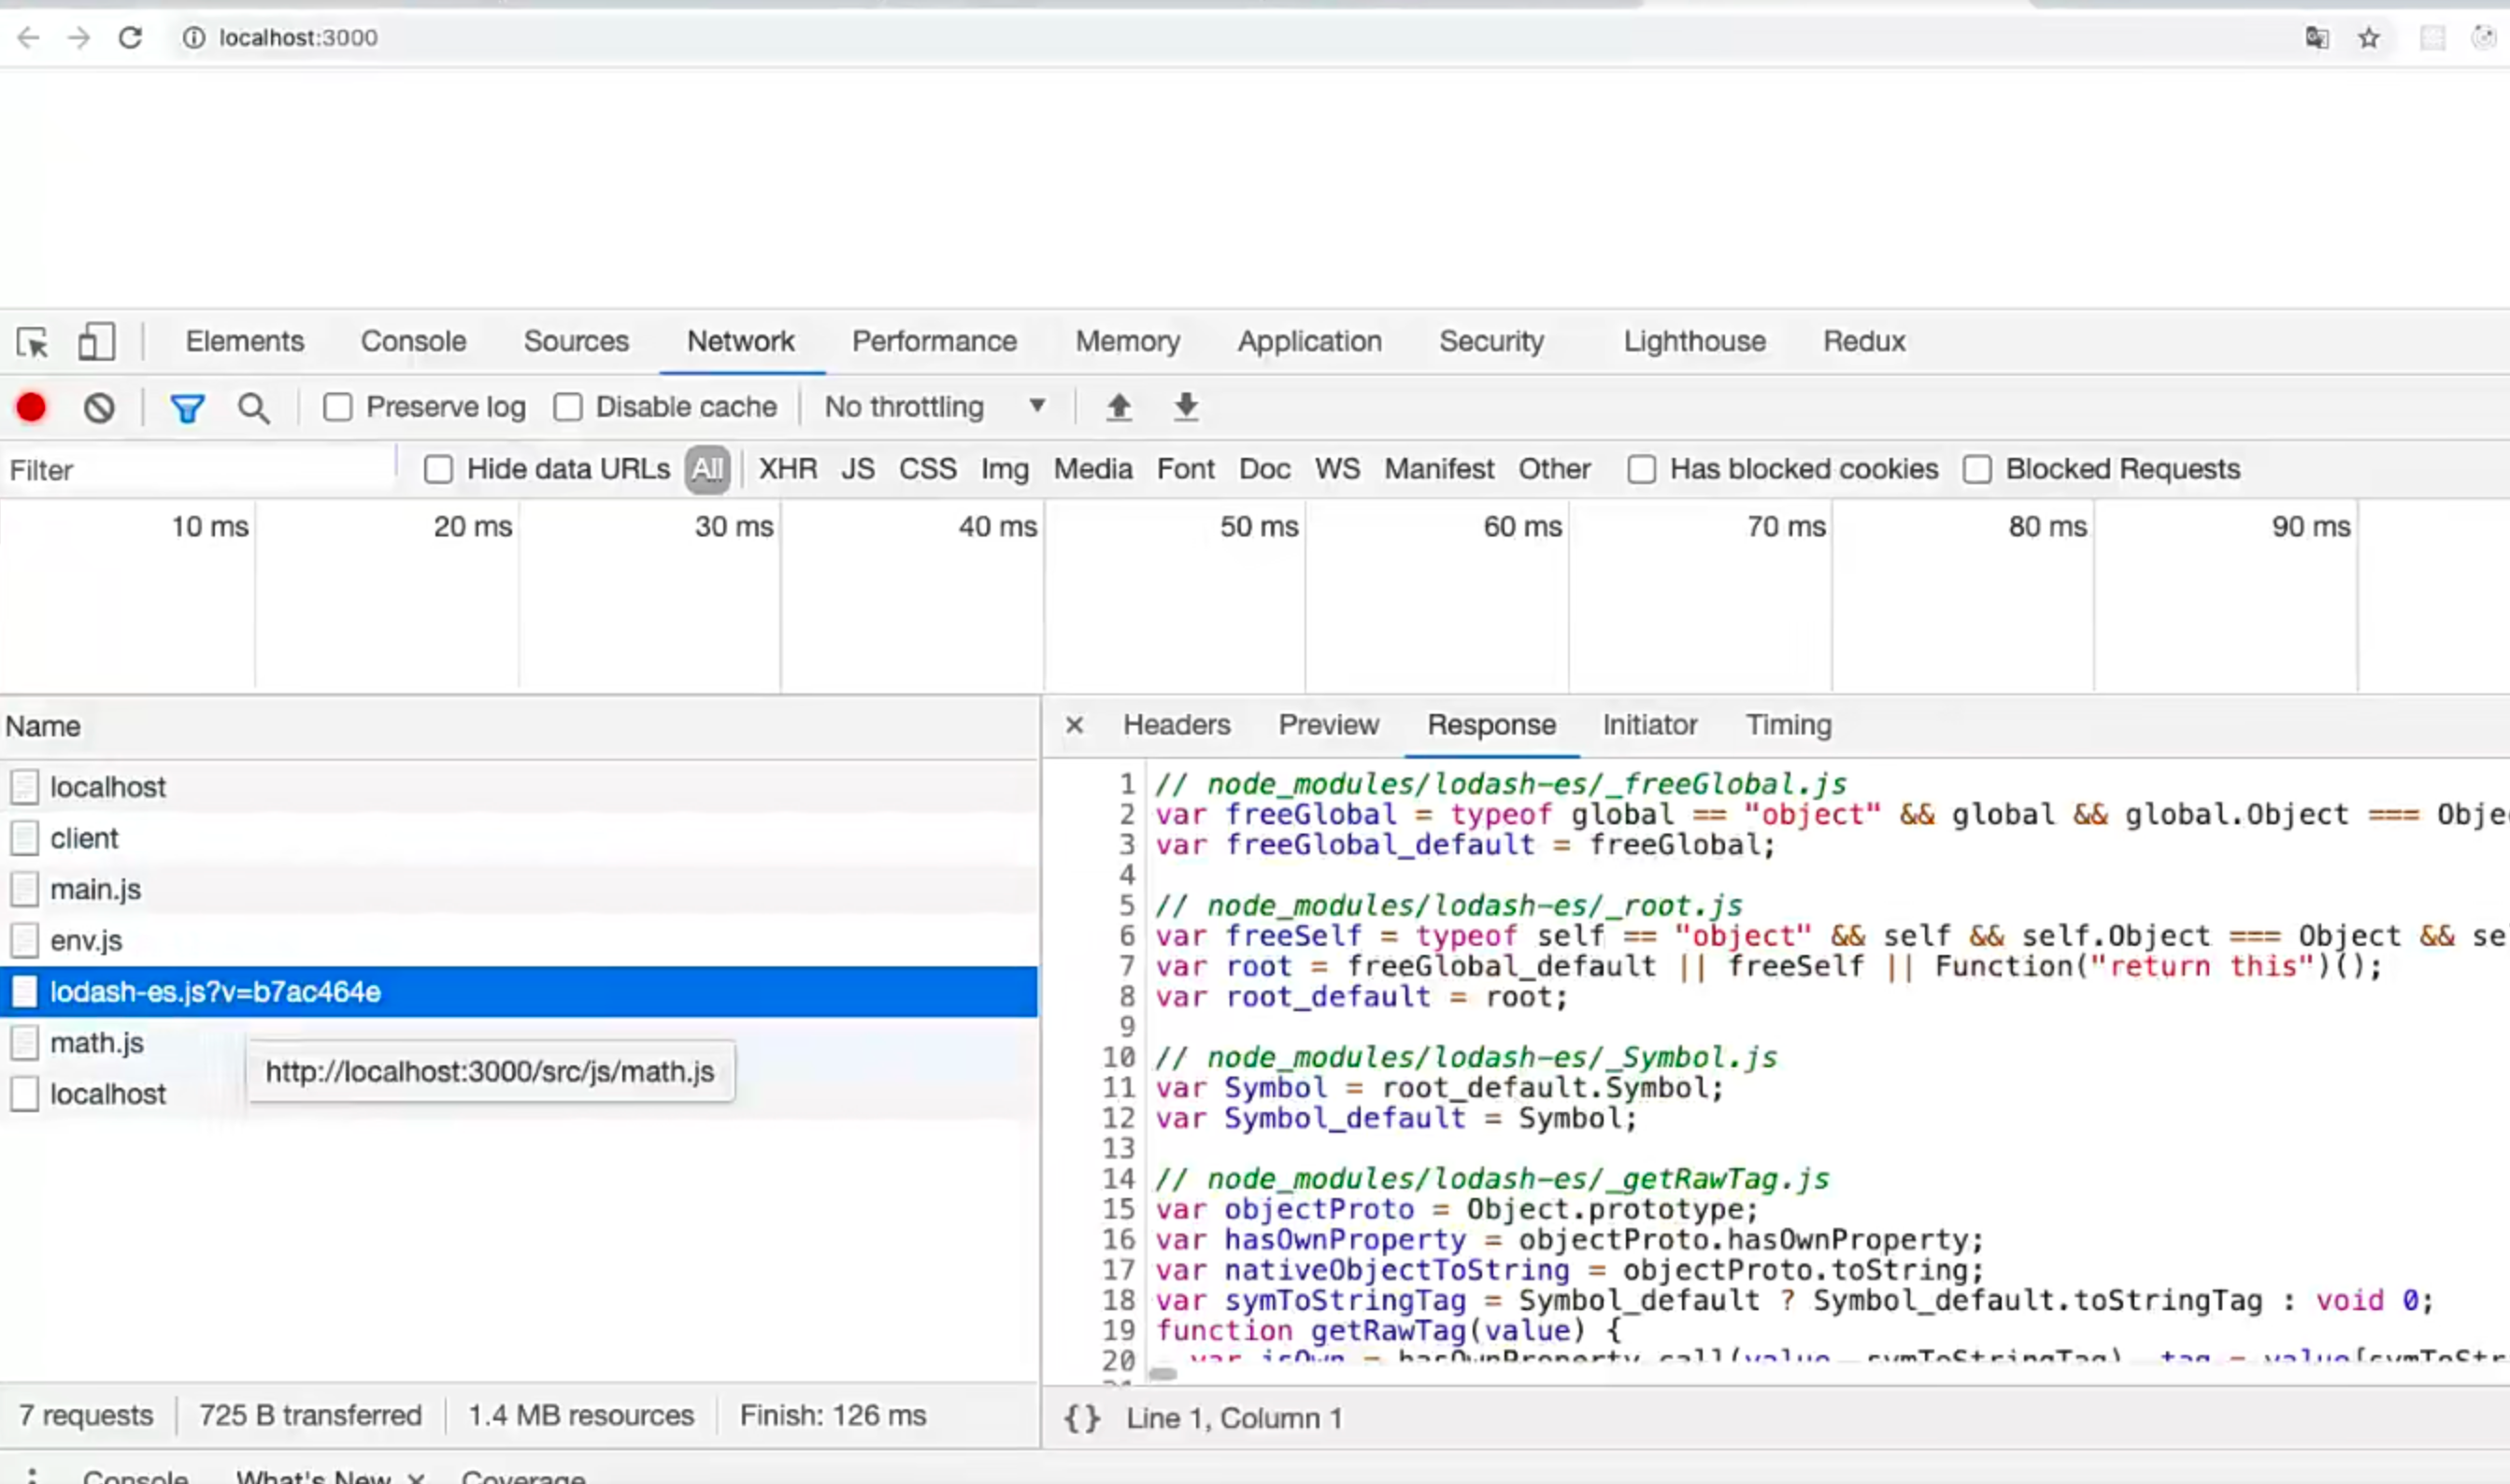 localhost:3000
Elements Console Sources Network Performance Memory Application Security Lighthouse Redux
Preserve log Disable cache No throttling
Filter Hide data URLs All XHR JS CSS Img Media Font Doc WS Manifest Other Has blocked cookies Blocked Requests
10 ms 20 ms 30 ms 40 ms 50 ms 60 ms 70 ms 80 ms 90 ms
Name
localhost
client
main.js
env.js
lodash-es.js?v=b7ac464e
math.js
http://localhost:3000/src/js/math.js
localhost
7 requests 725 B transferred 1.4 MB resources Finish: 126 ms
Headers Preview Response Initiator Timing
1 // node_modules/lodash-es/_freeGlobal.js
2 var freeGlobal = typeof global == "object" && global && global.Object === Obje
3 var freeGlobal_default = freeGlobal;
4
5 // node_modules/lodash-es/_root.js
6 var freeSelf = typeof self == "object" && self && self.Object === Object && se
7 var root = freeGlobal_default || freeSelf || Function("return this")();
8 var root_default = root;
9
10 // node_modules/lodash-es/_Symbol.js
11 var Symbol = root_default.Symbol;
12 var Symbol_default = Symbol;
13
14 // node_modules/lodash-es/_getRawTag.js
15 var objectProto = Object.prototype;
16 var hasOwnProperty = objectProto.hasOwnProperty;
17 var nativeObjectToString = objectProto.toString;
18 var symToStringTag = Symbol_default ? Symbol_default.toStringTag : void 0;
19 function getRawTag(value) {
20 var isOwn = hasOwnProperty.call(value, symToStringTag), tag = value[symToStr
{} Line 1, Column 1
Console What's New × Coverage